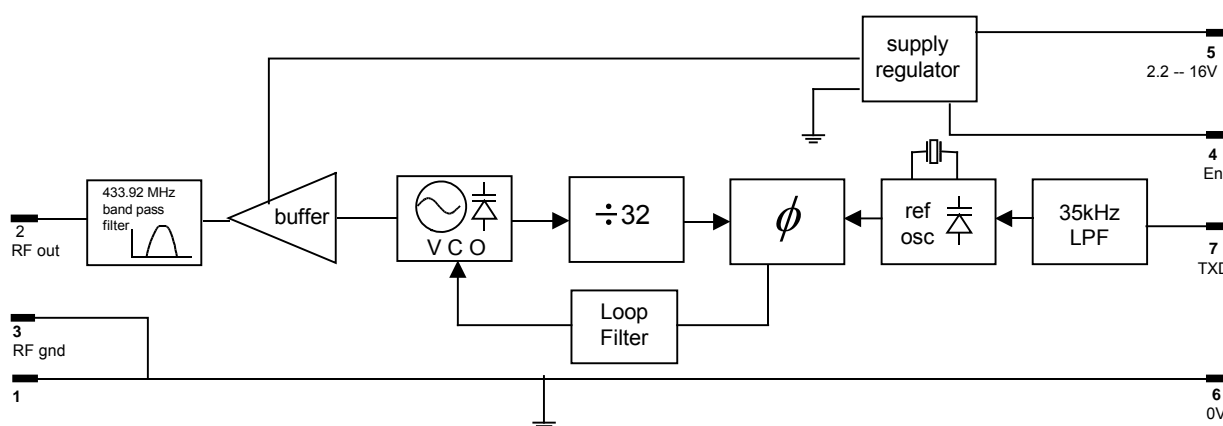 supply
regulator
5
2.2 -- 16V
4
En
433.92 MHz
band pass
filter
buffer
V C O
÷32
ϕ
ref
osc
35kHz
LPF
2
RF out
7
TXD
Loop
Filter
3
RF gnd
1
6
0V